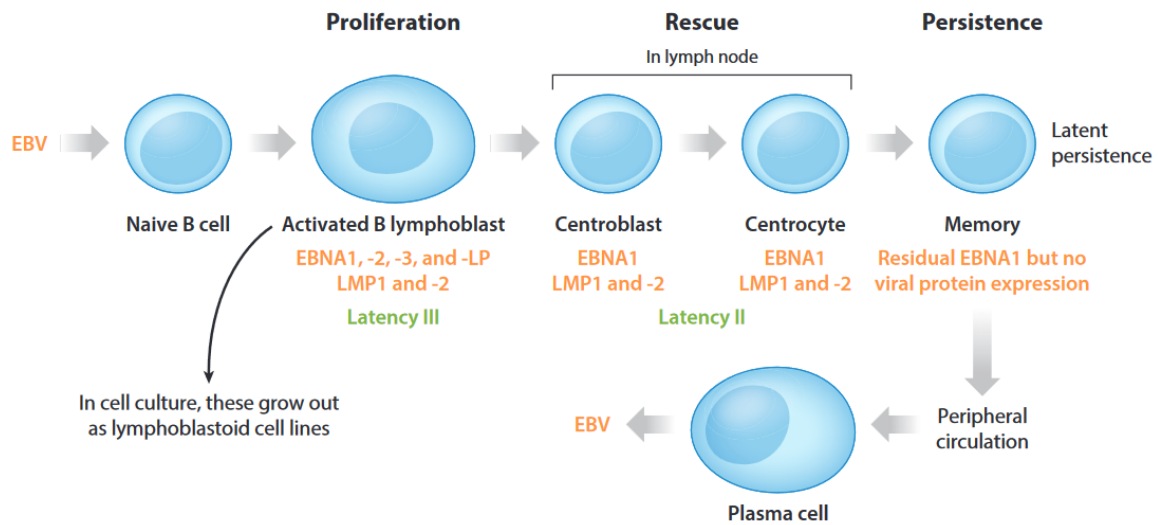 Proliferation
Rescue
Persistence
In lymph node
EBV
Latent
persistence
Naive B cell
Activated B lymphoblast
Centroblast
Centrocyte
Memory
EBNA1, -2, -3, and -LP
LMP1 and -2
EBNA1
LMP1 and -2
EBNA1
LMP1 and -2
Residual EBNA1 but no
viral protein expression
Latency III
Latency II
In cell culture, these grow out
as lymphoblastoid cell lines
EBV
Peripheral
circulation
Plasma cell